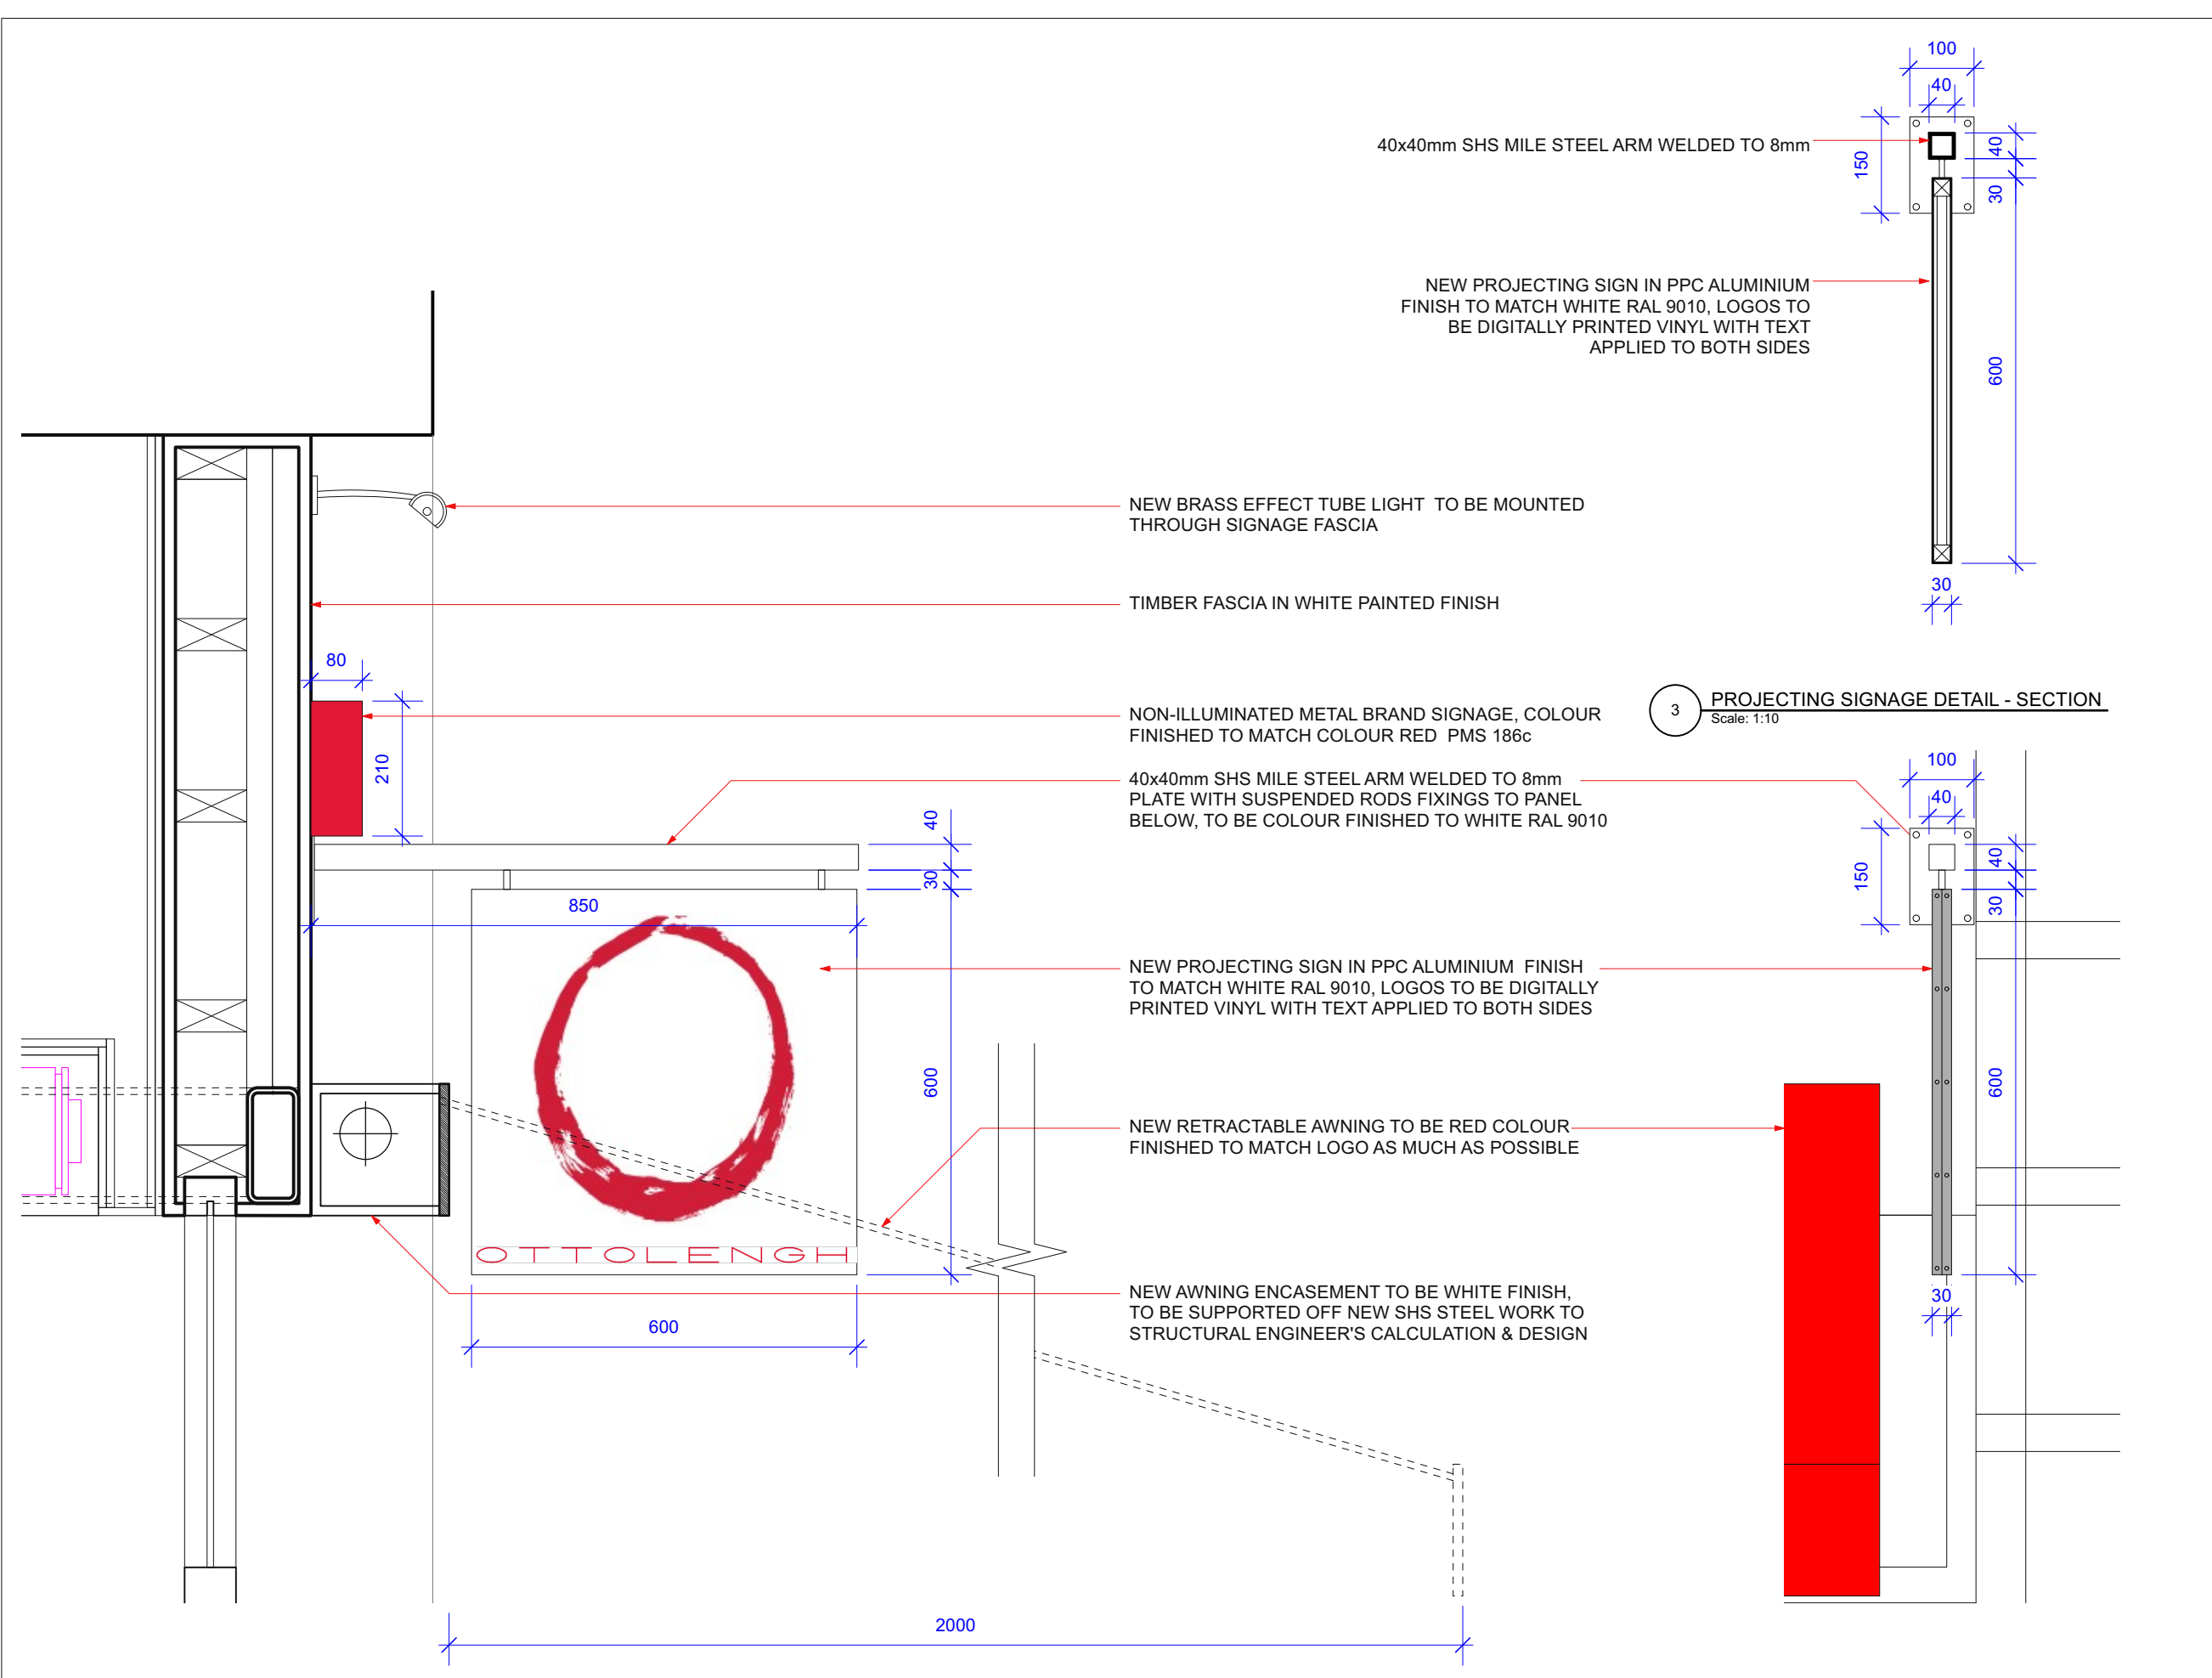 100
40
40x40mm SHS MILE STEEL ARM WELDED TO 8mm
150
40
30
NEW PROJECTING SIGN IN PPC ALUMINIUM
FINISH TO MATCH WHITE RAL 9010, LOGOS TO
BE DIGITALLY PRINTED VINYL WITH TEXT
APPLIED TO BOTH SIDES
600
30
NEW BRASS EFFECT TUBE LIGHT TO BE MOUNTED
THROUGH SIGNAGE FASCIA
TIMBER FASCIA IN WHITE PAINTED FINISH
80
210
NON-ILLUMINATED METAL BRAND SIGNAGE, COLOUR
FINISHED TO MATCH COLOUR RED PMS 186c
3
PROJECTING SIGNAGE DETAIL - SECTION
Scale: 1:10
40x40mm SHS MILE STEEL ARM WELDED TO 8mm
PLATE WITH SUSPENDED RODS FIXINGS TO PANEL
BELOW, TO BE COLOUR FINISHED TO WHITE RAL 9010
100
40
150
40
30
40
30
850
NEW PROJECTING SIGN IN PPC ALUMINIUM FINISH
TO MATCH WHITE RAL 9010, LOGOS TO BE DIGITALLY
PRINTED VINYL WITH TEXT APPLIED TO BOTH SIDES
600
600
NEW RETRACTABLE AWNING TO BE RED COLOUR
FINISHED TO MATCH LOGO AS MUCH AS POSSIBLE
OTTOLENGH
NEW AWNING ENCASEMENT TO BE WHITE FINISH,
TO BE SUPPORTED OFF NEW SHS STEEL WORK TO
STRUCTURAL ENGINEER'S CALCULATION & DESIGN
30
600
2000